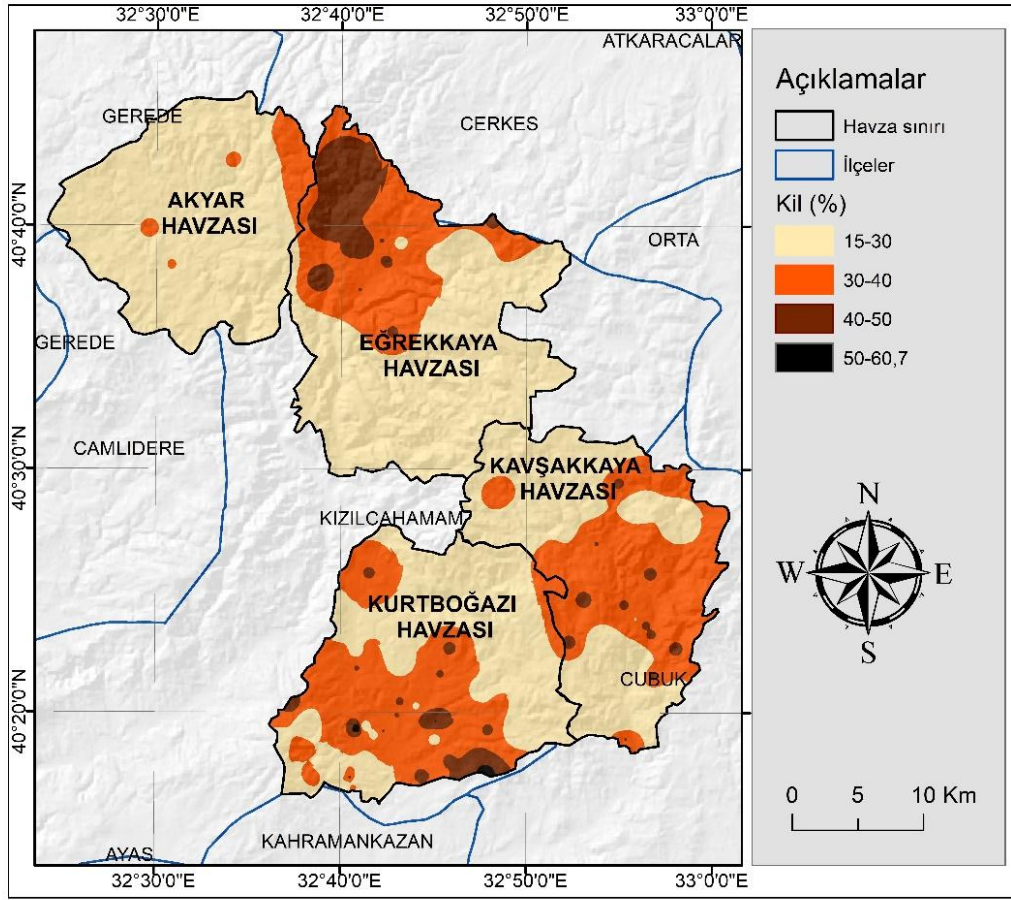 32°30'0"E
32°40'0"E
32°50'0"E
33°0'0"E
ATKARACALAR
GEREDE
CERKES
AKYAR
HAVZASI
40°40'0"N
ORTA
GEREDE
EĞREKKAYA
HAVZASI
CAMLIDERE
KAVŞAKKAYA
HAVZASI
40°30'0"N
KIZILCAHAMAM
KURTBOĞAZI
HAVZASI
CUBUK
40°20'0"N
KAHRAMANKAZAN
AYAS
32°30'0"E
32°40'0"E
32°50'0"E
33°0'0"E
Açıklamalar
Havza sınırı
İlçeler
Kil (%)
15-30
30-40
40-50
50-60,7
N
W
E
S
0 5 10 Km